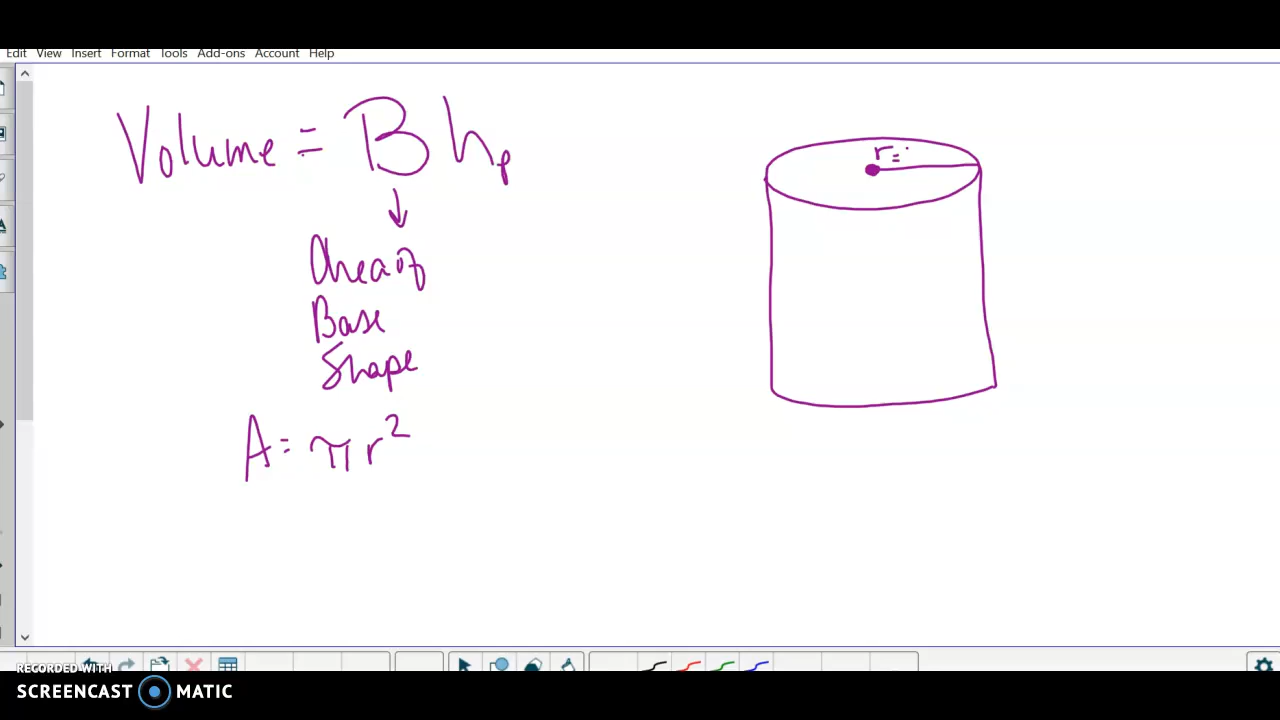 Edit View Insert Format Tools Add-ons Account Help
Volume = B hp
r =
Area of
Base
Shape
A = πr²
RECORDED WITH
SCREENCAST MATIC